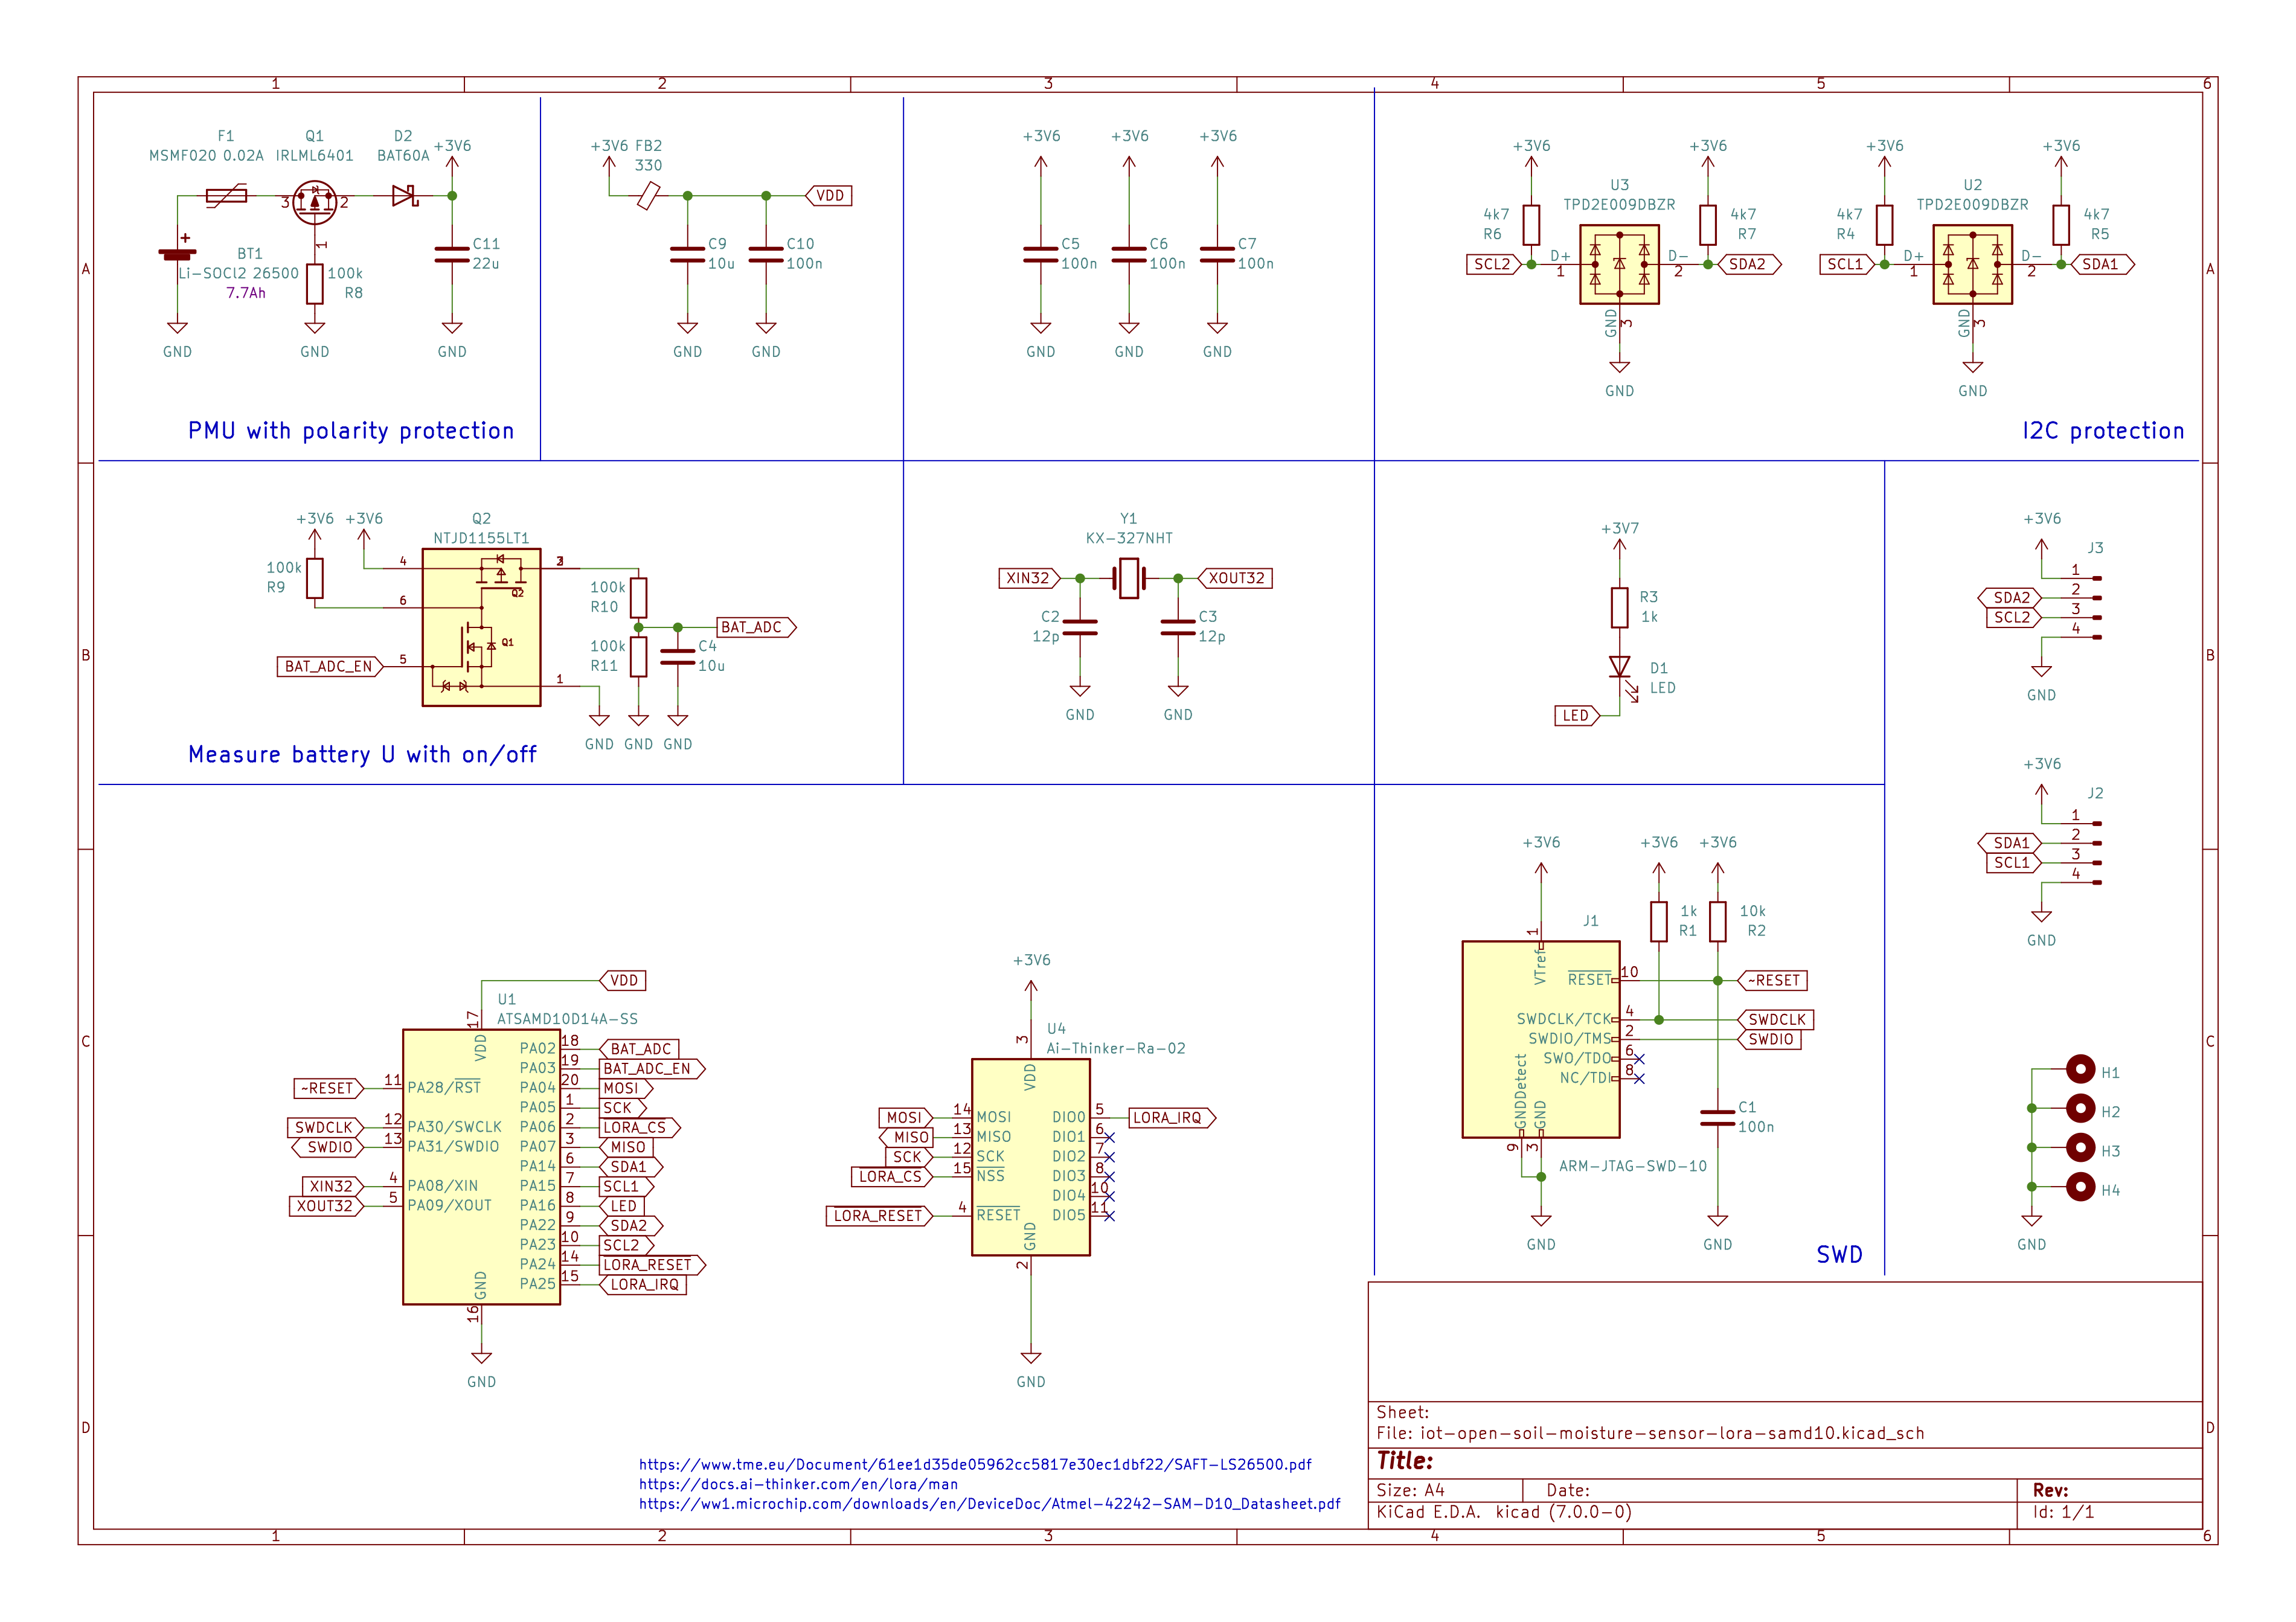 1 2 3 4 5 6
A
B
C
D
F1
MSMF020 0.02A
Q1
IRLML6401
D2
BAT60A
+3V6
3
2
1
+
BT1
Li-SOCl2 26500
7.7Ah
100k
R8
C11
22u
GND
GND
GND
PMU with polarity protection
+3V6
FB2
330
VDD
C9
10u
C10
100n
GND
GND
+3V6
+3V6
+3V6
C5
100n
C6
100n
C7
100n
GND
GND
GND
+3V6
+3V6
+3V6
+3V6
U3
TPD2E009DBZR
4k7
R6
4k7
R7
SCL2
D+
1
D-
2
SDA2
GND
3
GND
U2
TPD2E009DBZR
4k7
R4
4k7
R5
SCL1
D+
1
D-
2
SDA1
GND
3
GND
I2C protection
+3V6
+3V6
Q2
NTJD1155LT1
100k
R9
4
6
5
Q2
Q1
1
BAT_ADC_EN
100k
R10
100k
R11
BAT_ADC
C4
10u
GND
GND
GND
Measure battery U with on/off
Y1
KX-327NHT
XIN32
XOUT32
C2
12p
C3
12p
GND
GND
+3V7
R3
1k
D1
LED
LED
+3V6
J3
1
SDA2
2
SCL2
3
4
GND
+3V6
J2
1
SDA1
2
SCL1
3
4
GND
VDD
U1
ATSAMD10D14A-SS
17
VDD
~RESET 11 PA28/RST
SWDCLK 12 PA30/SWCLK
SWDIO 13 PA31/SWDIO
XIN32 4 PA08/XIN
XOUT32 5 PA09/XOUT
PA02 18 BAT_ADC
PA03 19 BAT_ADC_EN
PA04 20 MOSI
PA05 1 SCK
PA06 2 LORA_CS
PA07 3 MISO
PA14 6 SDA1
PA15 7 SCL1
PA16 8 LED
PA22 9 SDA2
PA23 10 SCL2
PA24 14 LORA_RESET
PA25 15 LORA_IRQ
GND
16
GND
+3V6
U4
Ai-Thinker-Ra-02
3
VDD
MOSI 14 MOSI
MISO 13 MISO
SCK 12 SCK
LORA_CS 15 NSS
LORA_RESET 4 RESET
DIO0 5 LORA_IRQ
DIO1 6
DIO2 7
DIO3 8
DIO4 10
DIO5 11
GND
2
GND
+3V6
+3V6
+3V6
J1
1
VTref
1k
R1
10k
R2
RESET 10 ~RESET
SWDCLK/TCK 4 SWDCLK
SWDIO/TMS 2 SWDIO
SWO/TDO 6
NC/TDI 8
GNDDetect
GND
9
3
ARM-JTAG-SWD-10
C1
100n
GND
GND
SWD
H1
H2
H3
H4
GND
https://www.tme.eu/Document/61ee1d35de05962cc5817e30ec1dbf22/SAFT-LS26500.pdf
https://docs.ai-thinker.com/en/lora/man
https://ww1.microchip.com/downloads/en/DeviceDoc/Atmel-42242-SAM-D10_Datasheet.pdf
Sheet:
File: iot-open-soil-moisture-sensor-lora-samd10.kicad_sch
Title:
Size: A4 Date: Rev:
KiCad E.D.A. kicad (7.0.0-0) Id: 1/1
A
B
C
D
1 2 3 4 5 6